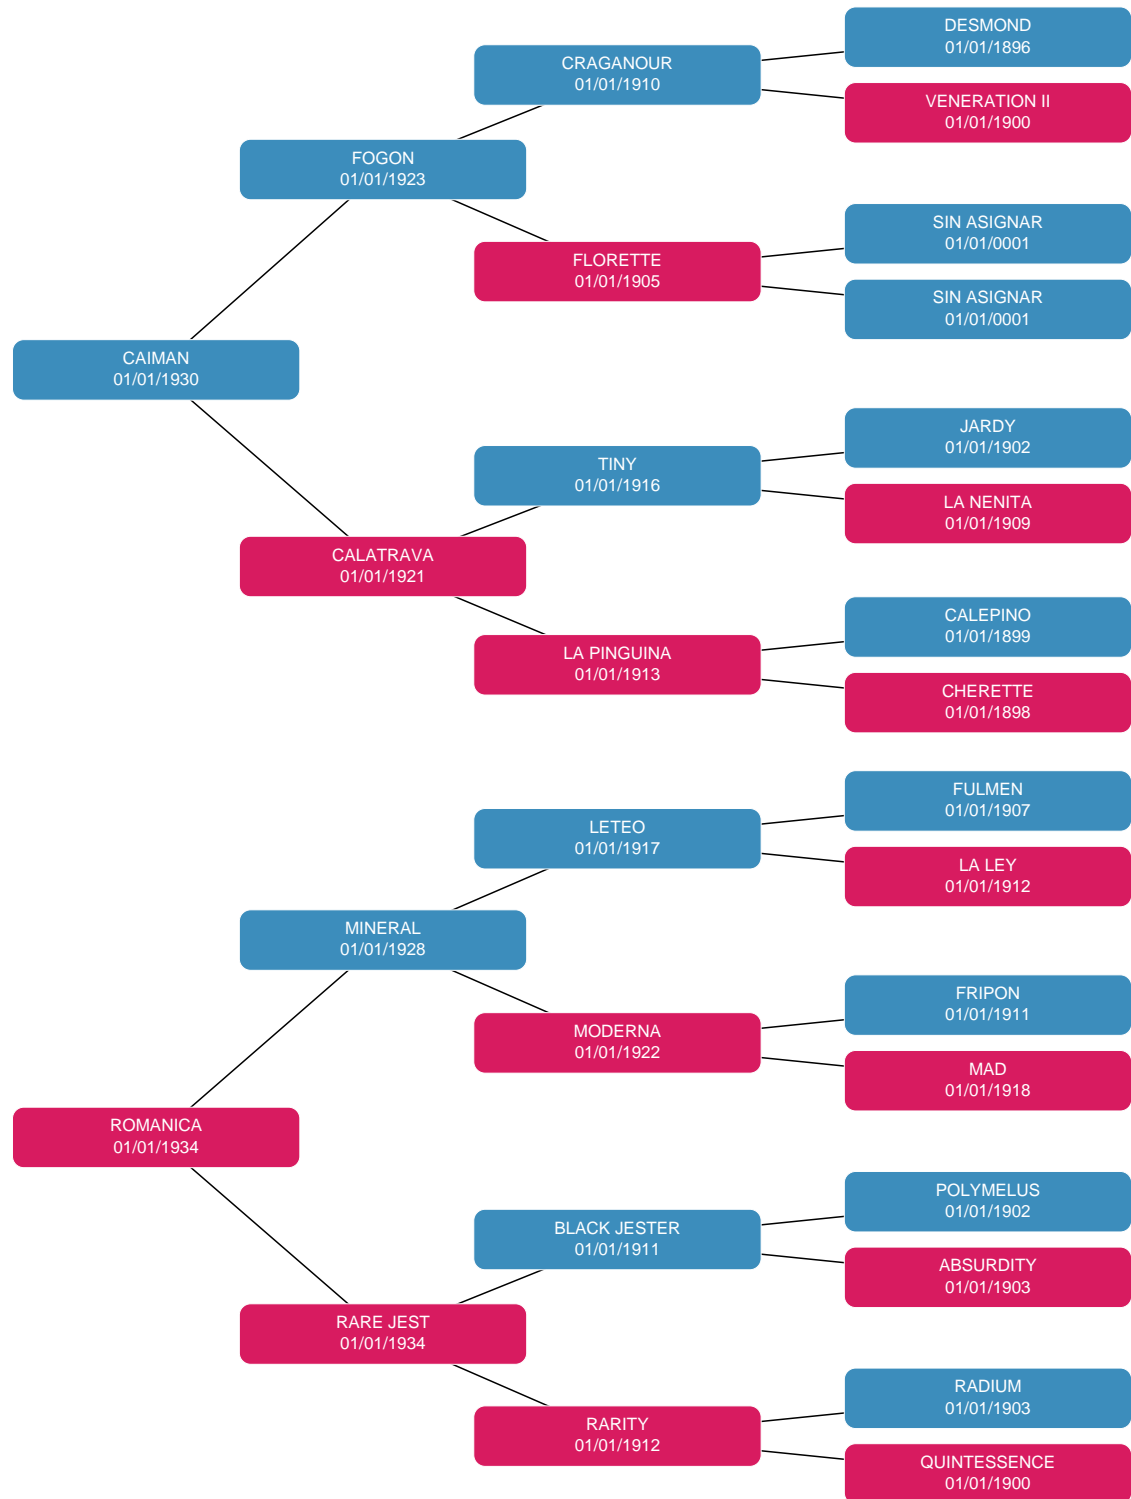 DESMOND
01/01/1896
CRAGANOUR
01/01/1910
VENERATION II
01/01/1900
FOGON
01/01/1923
SIN ASIGNAR
01/01/0001
FLORETTE
01/01/1905
SIN ASIGNAR
01/01/0001
CAIMAN
01/01/1930
JARDY
01/01/1902
TINY
01/01/1916
LA NENITA
01/01/1909
CALATRAVA
01/01/1921
CALEPINO
01/01/1899
LA PINGUINA
01/01/1913
CHERETTE
01/01/1898
FULMEN
01/01/1907
LETEO
01/01/1917
LA LEY
01/01/1912
MINERAL
01/01/1928
FRIPON
01/01/1911
MODERNA
01/01/1922
MAD
01/01/1918
ROMANICA
01/01/1934
POLYMELUS
01/01/1902
BLACK JESTER
01/01/1911
ABSURDITY
01/01/1903
RARE JEST
01/01/1934
RADIUM
01/01/1903
RARITY
01/01/1912
QUINTESSENCE
01/01/1900